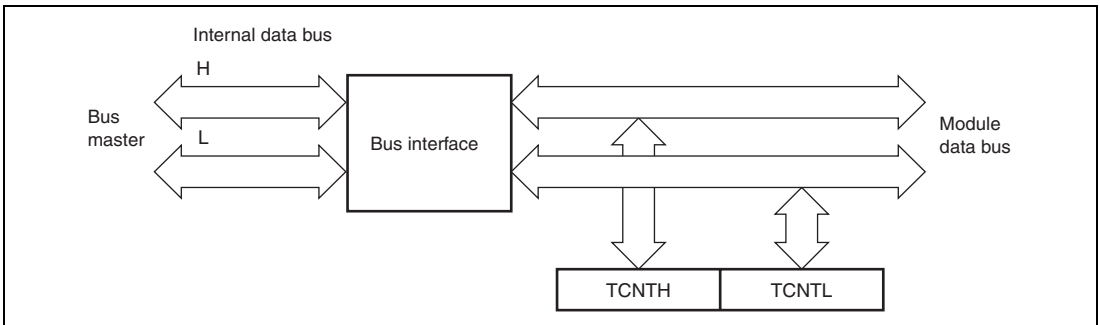 Internal data bus
H
Bus
master
L
Bus interface
Module
data bus
TCNTH
TCNTL